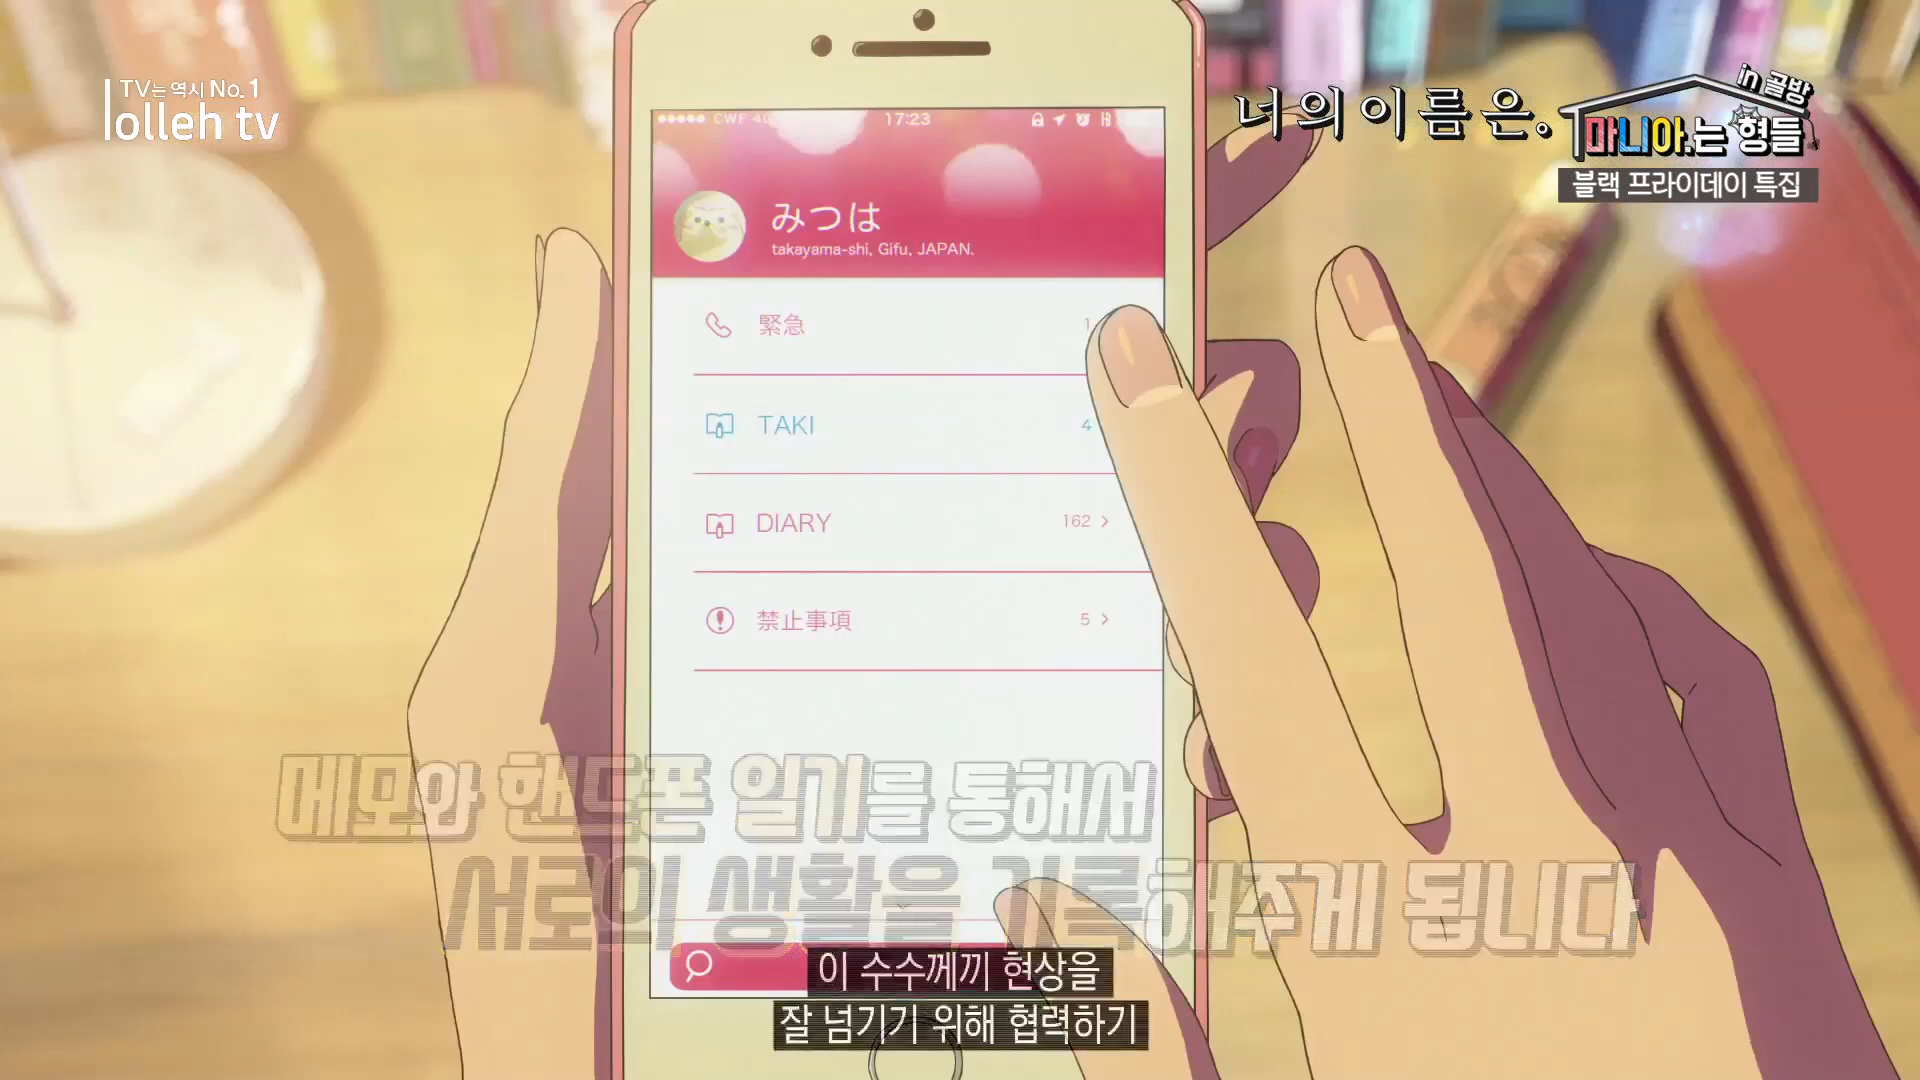 TV는 역시 No.1
olleh tv
너의 이름은.
in 골방
마니아.는 형들
블랙 프라이데이 특집
CWF 4G
17:23
みつは
takayama-shi, Gifu, JAPAN.
緊急 1
TAKI 4
DIARY 162
禁止事項 5
메모와 핸드폰 일기를 통해서
서로의 생활을 기록해주게 됩니다
이 수수께끼 현상을
잘 넘기기 위해 협력하기